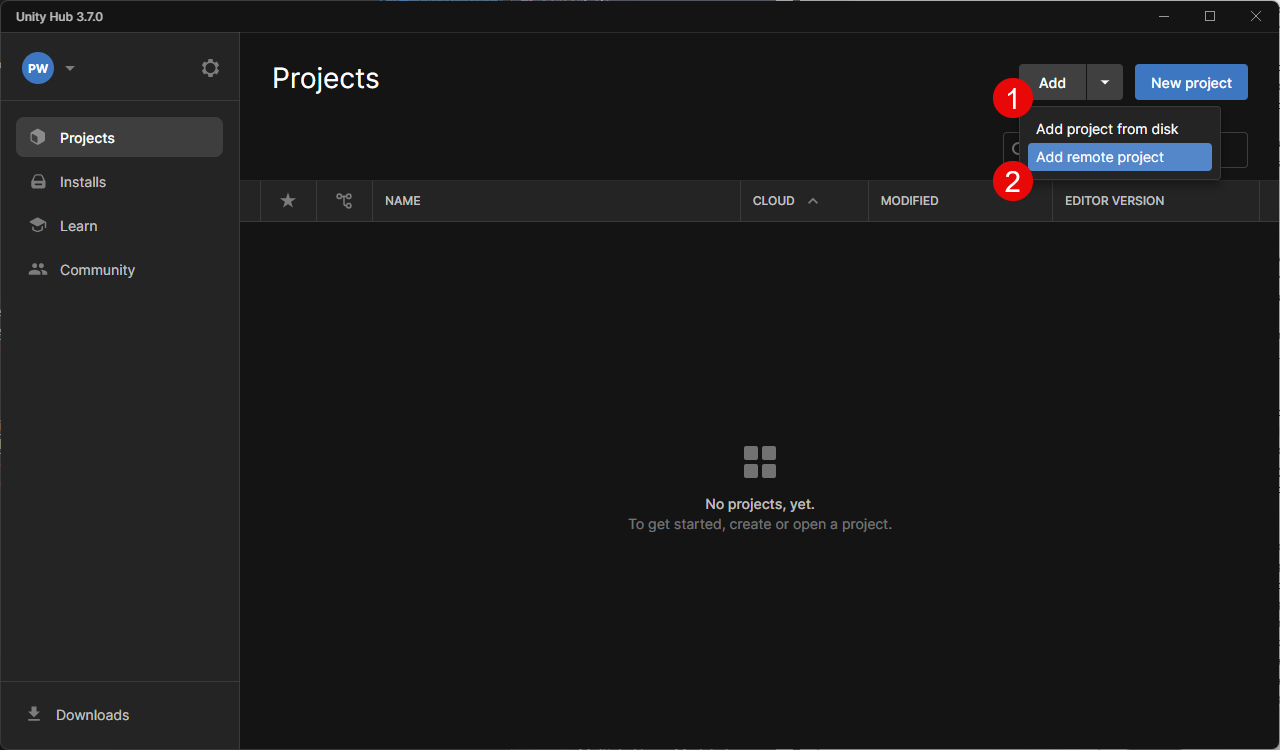 Unity Hub 3.7.0
PW
Projects
Installs
Learn
Community
Downloads
Projects
Add
New project
1
Add project from disk
Add remote project
2
NAME
CLOUD
MODIFIED
EDITOR VERSION
No projects, yet.
To get started, create or open a project.